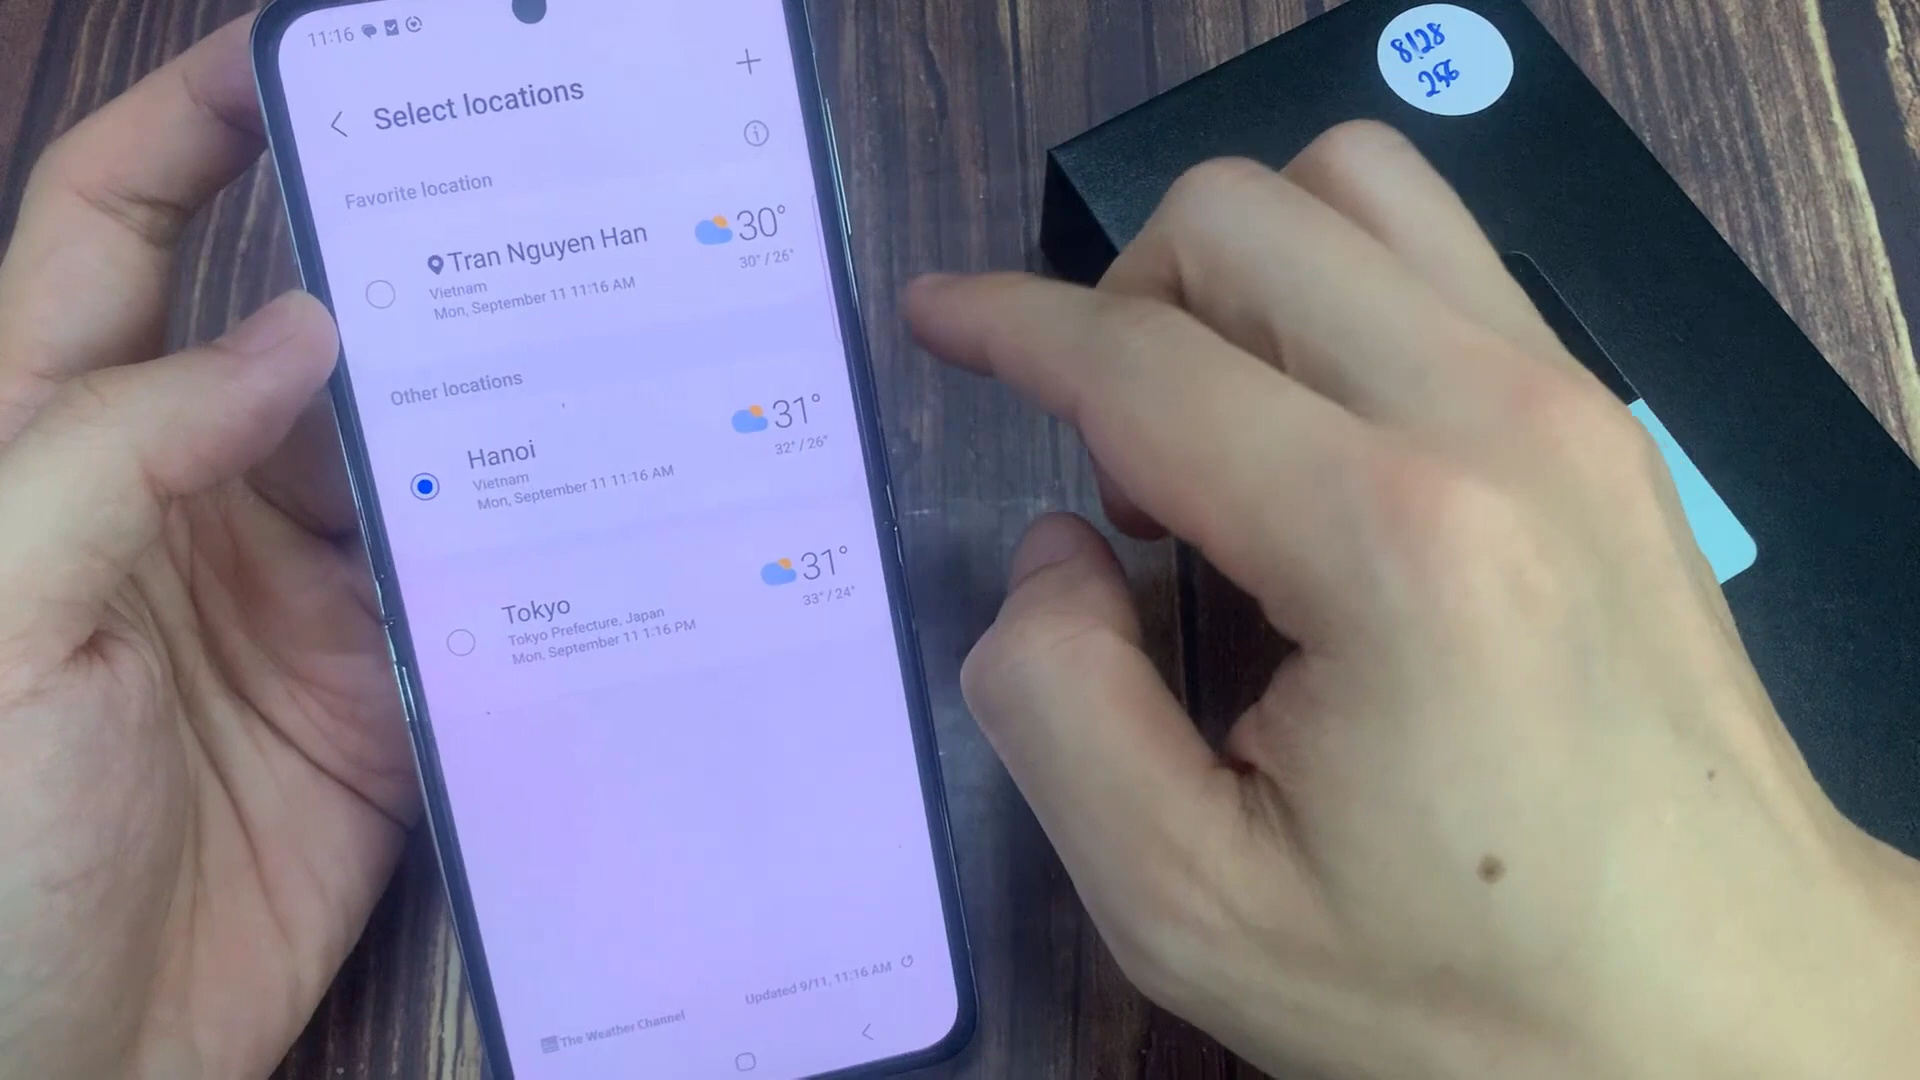 11:16
Select locations
Favorite location
Tran Nguyen Han
Vietnam
Mon, September 11 11:16 AM
30°
30° / 26°
Other locations
Hanoi
Vietnam
Mon, September 11 11:16 AM
31°
32° / 26°
Tokyo
Tokyo Prefecture, Japan
Mon, September 11 1:16 PM
31°
33° / 24°
Updated 9/11, 11:16 AM
The Weather Channel
8128
256